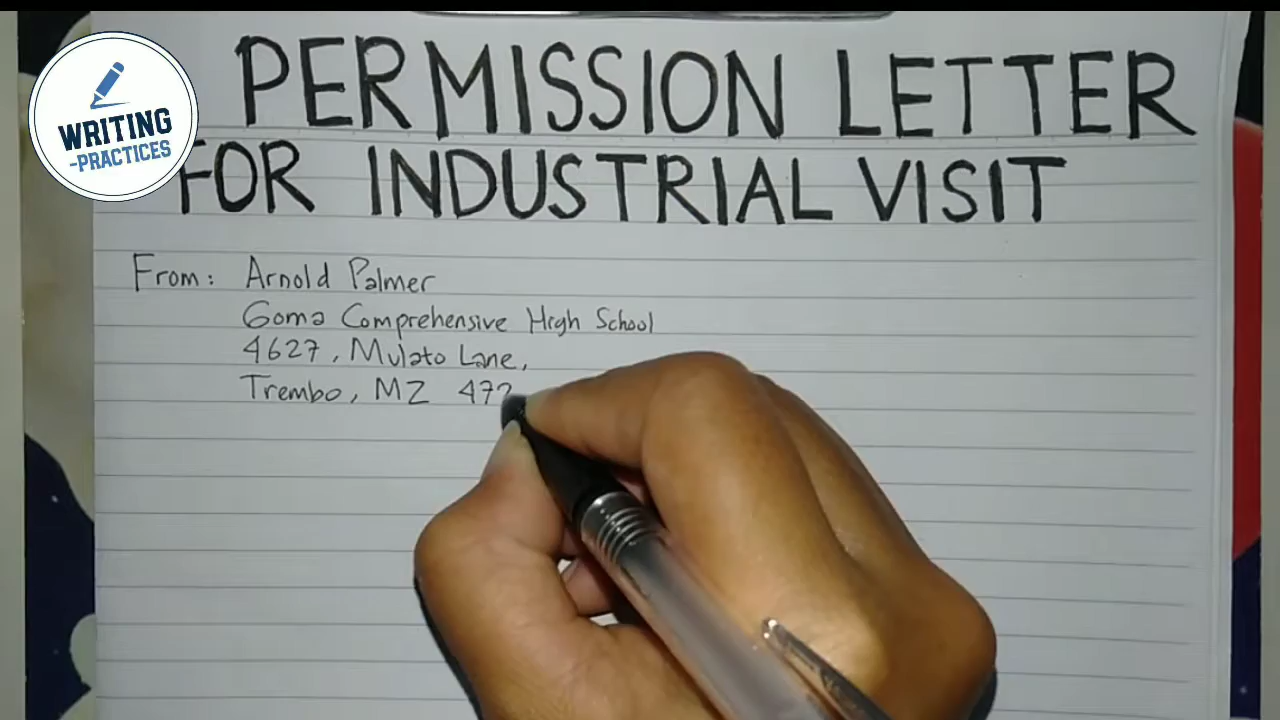 WRITING
-PRACTICES
PERMISSION LETTER
FOR INDUSTRIAL VISIT
From: Arnold Palmer
Goma Comprehensive High School
4627, Mulato Lane,
Trembo, MZ 472